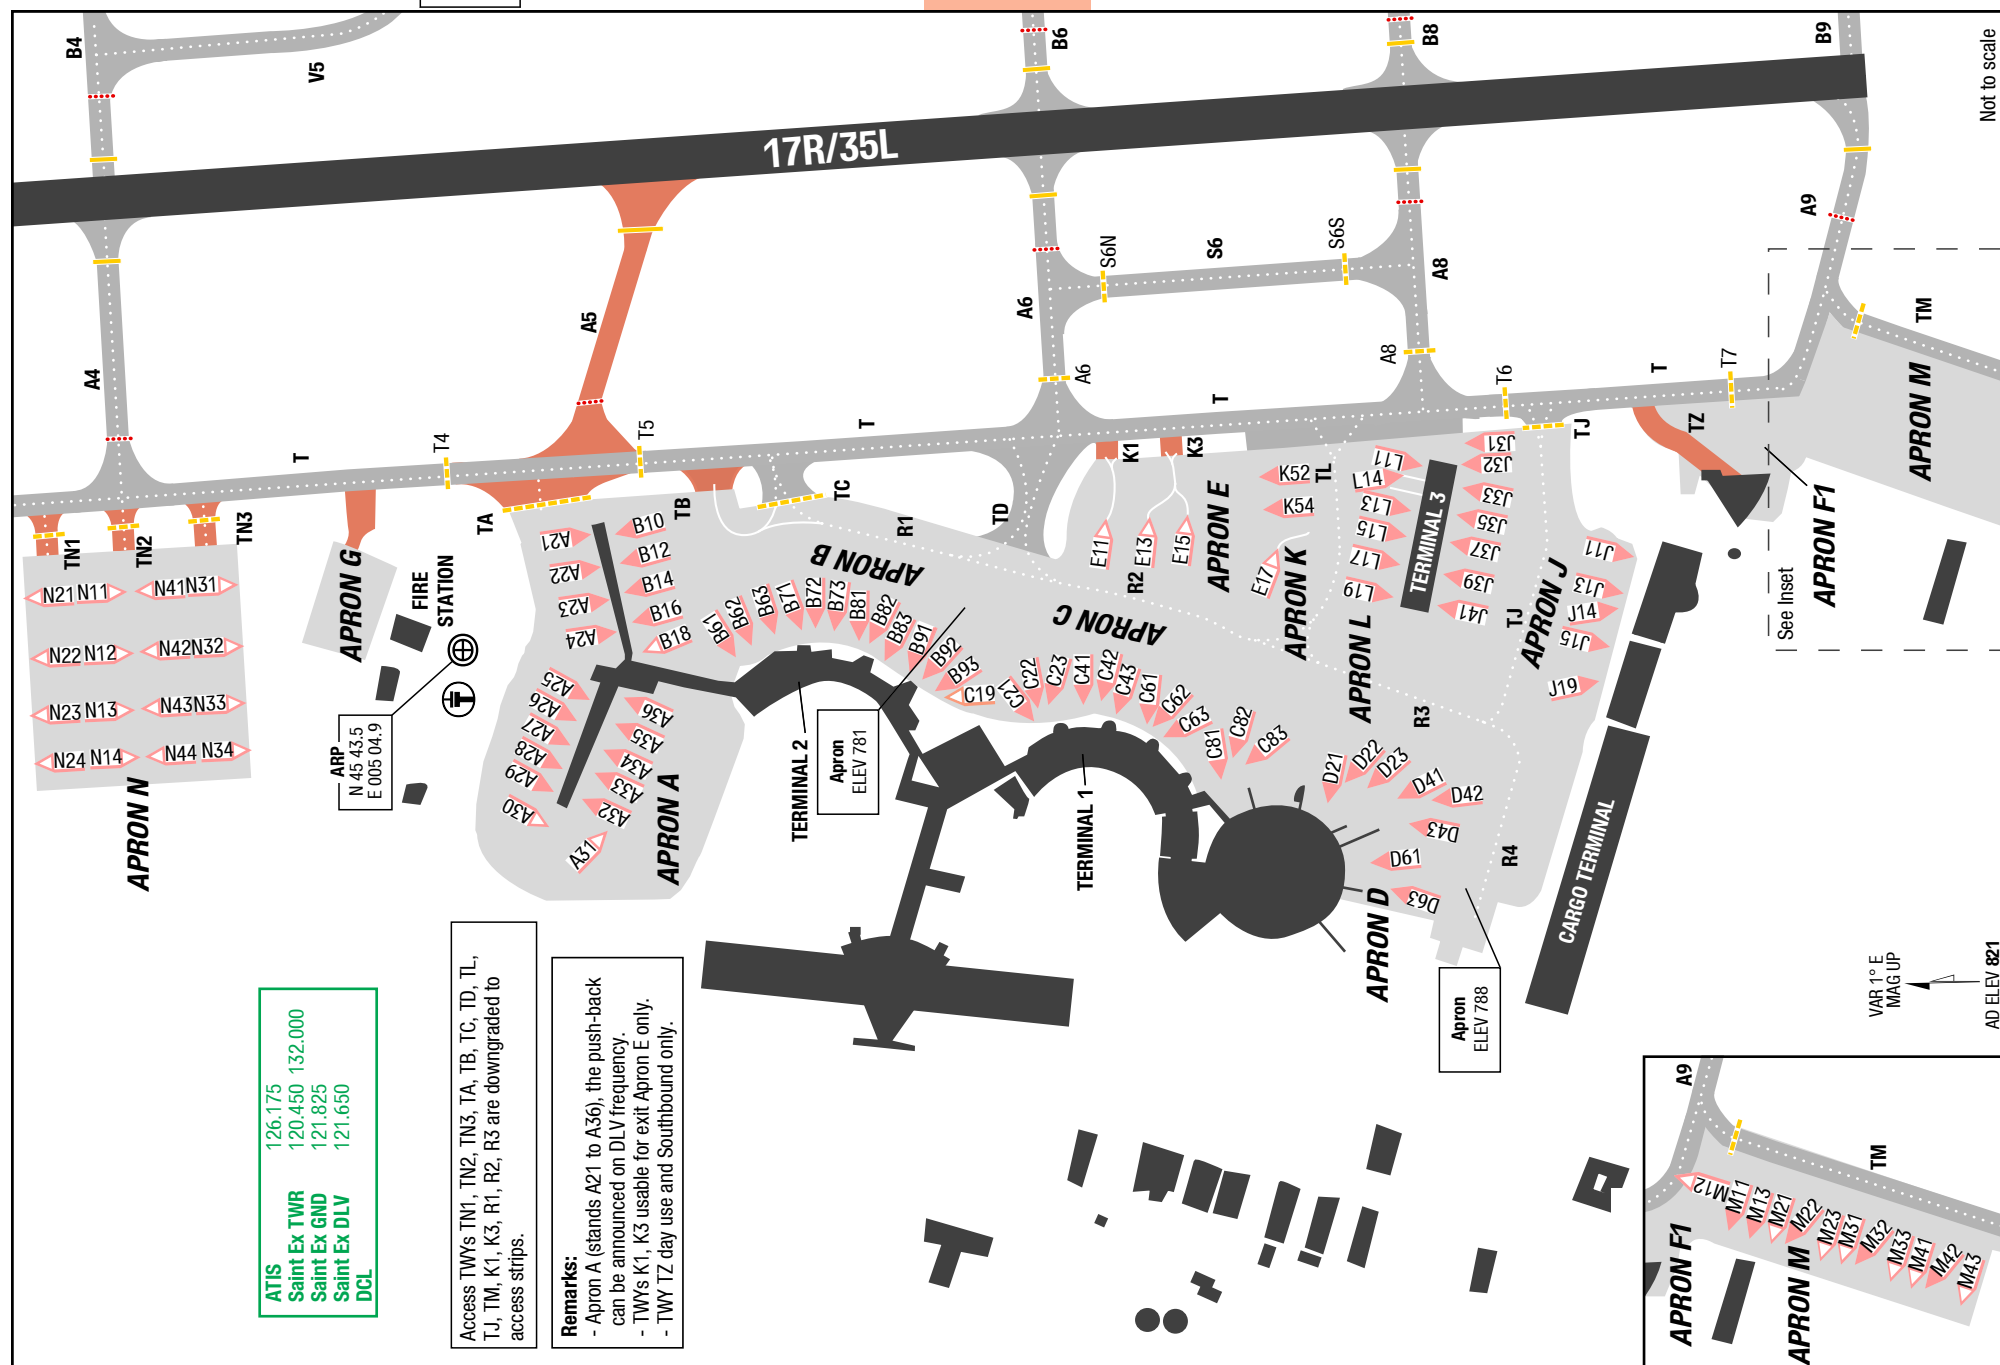 B4
V5
B6
B8
B9
Not to scale
17R/35L
A4
A5
A6
S6N
S6
S6S
A8
A9
A6
A8
T
T4
T5
T
T
T6
T
T7
TM
APRON M
TN1
TN2
TN3
TA
TB
TC
TD
R1
K1
K3
TL
TJ
TZ
N21 N11
N41 N31
N22 N12
N42 N32
N23 N13
N43 N33
N24 N14
N44 N34
APRON N
APRON G
FIRE
STATION
ARP
N 45 43.5
E 005 04.9
A21
A22
A23
A24
A25
A26
A27
A28
A29
A30
A31
A32
A33
A34
A35
A36
APRON A
B10
B12
B14
B16
B18
B61
B62
B63
B71
B72
B73
B81
B82
B83
B91
B92
B93
APRON B
TERMINAL 2
Apron
ELEV 781
C19
C21
C22
C23
C41
C42
C43
C61
C62
C63
C81
C82
C83
APRON C
TERMINAL 1
E11
E13
E15
E17
R2
APRON E
K52
K54
APRON K
L11
L14
L13
L15
L17
L19
APRON L
TERMINAL 3
J31
J32
J33
J35
J37
J39
J41
TJ
J11
J13
J14
J15
J19
APRON J
R3
R4
D21
D22
D23
D41
D42
D43
D61
D63
APRON D
Apron
ELEV 788
CARGO TERMINAL
APRON F1
See Inset
VAR 1° E
MAG UP
AD ELEV 821
ATIS 126.175
Saint Ex TWR 120.450 132.000
Saint Ex GND 121.825
Saint Ex DLV 121.650
DCL
Access TWYs TN1, TN2, TN3, TA, TB, TC, TD, TL,
TJ, TM, K1, K3, R1, R2, R3 are downgraded to
access strips.
Remarks:
- Apron A (stands A21 to A36), the push-back
can be announced on DLV frequency.
- TWYs K1, K3 usable for exit Apron E only.
- TWY TZ day use and Southbound only.
A9
TM
M12
M11
M13
M21
M22
M23
M31
M32
M33
M41
M42
M43
APRON F1
APRON M